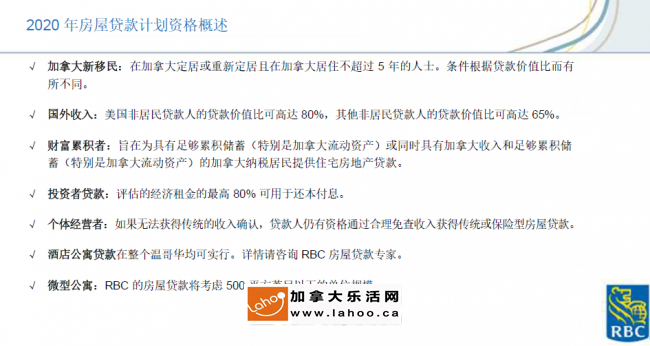 2020 年房屋贷款计划资格概述
√ 加拿大新移民：在加拿大定居或重新定居且在加拿大居住不超过 5 年的人士。条件根据贷款价值比而有
所不同。
√ 国外收入：美国非居民贷款人的贷款价值比可高达 80%，其他非居民贷款人的贷款价值比可高达 65%。
√ 财富累积者：旨在为具有足够累积储蓄（特别是加拿大流动资产）或同时具有加拿大收入和足够累积储
蓄（特别是加拿大流动资产）的加拿大纳税居民提供住宅房地产贷款。
√ 投资者贷款：评估的经济租金的最高 80% 可用于还本付息。
√ 个体经营者：如果无法获得传统的收入确认，贷款人仍有资格通过合理免查收入获得传统或保险型房屋贷款。
√ 酒店公寓贷款在整个温哥华均可实行。详情请咨询 RBC 房屋贷款专家。
√ 微型公寓：RBC 的房屋贷款将考虑 500
Lahoo 加拿大乐活网
www.lahoo.ca
RBC